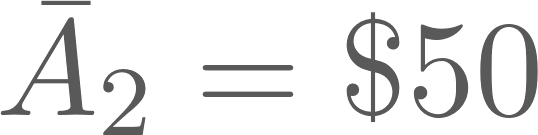 Ā₂ = $50